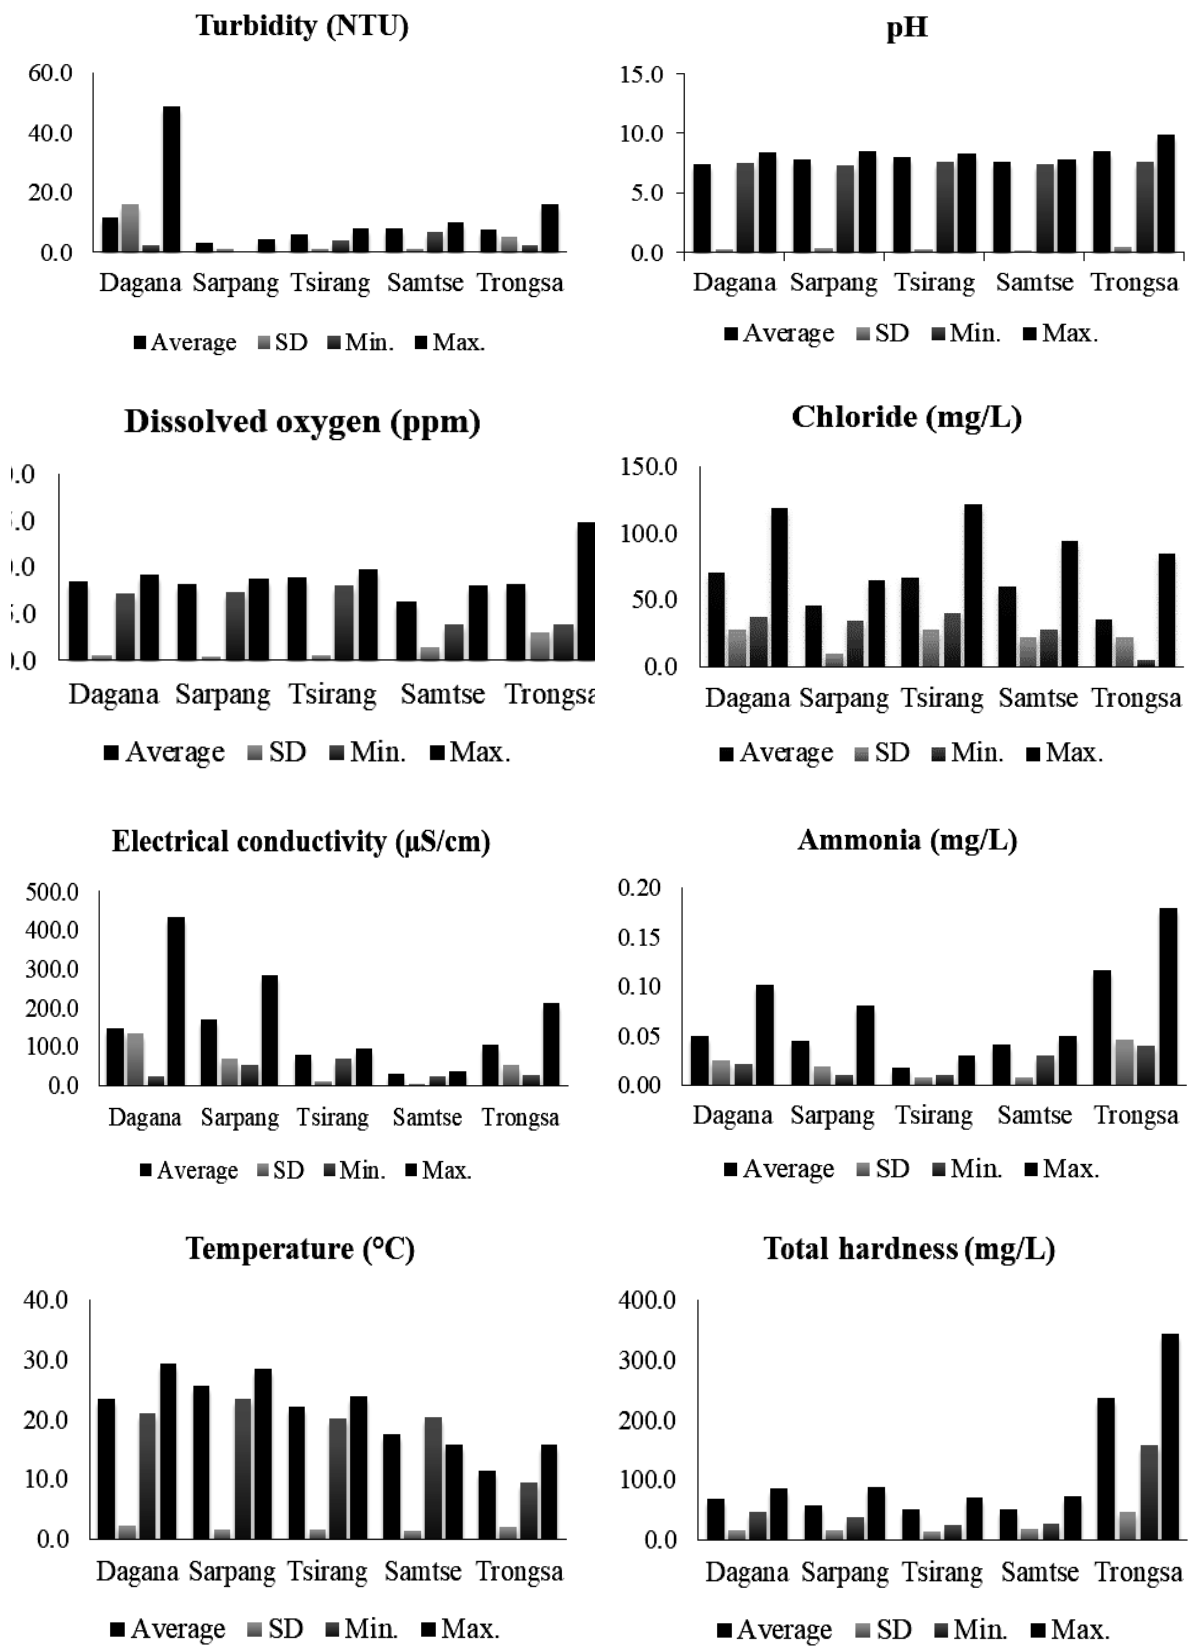 Turbidity (NTU)
60.0
40.0
20.0
0.0
Dagana Sarpang Tsirang Samtse Trongsa
Average SD Min. Max.
pH
15.0
10.0
5.0
0.0
Dagana Sarpang Tsirang Samtse Trongsa
Average SD Min. Max.
Dissolved oxygen (ppm)
.0
.0
.0
.0
.0
Dagana Sarpang Tsirang Samtse Trongsa
Average SD Min. Max.
Chloride (mg/L)
150.0
100.0
50.0
0.0
Dagana Sarpang Tsirang Samtse Trongsa
Average SD Min. Max.
Electrical conductivity (µS/cm)
500.0
400.0
300.0
200.0
100.0
0.0
Dagana Sarpang Tsirang Samtse Trongsa
Average SD Min. Max.
Ammonia (mg/L)
0.20
0.15
0.10
0.05
0.00
Dagana Sarpang Tsirang Samtse Trongsa
Average SD Min. Max.
Temperature (°C)
40.0
30.0
20.0
10.0
0.0
Dagana Sarpang Tsirang Samtse Trongsa
Average SD Min. Max.
Total hardness (mg/L)
400.0
300.0
200.0
100.0
0.0
Dagana Sarpang Tsirang Samtse Trongsa
Average SD Min. Max.